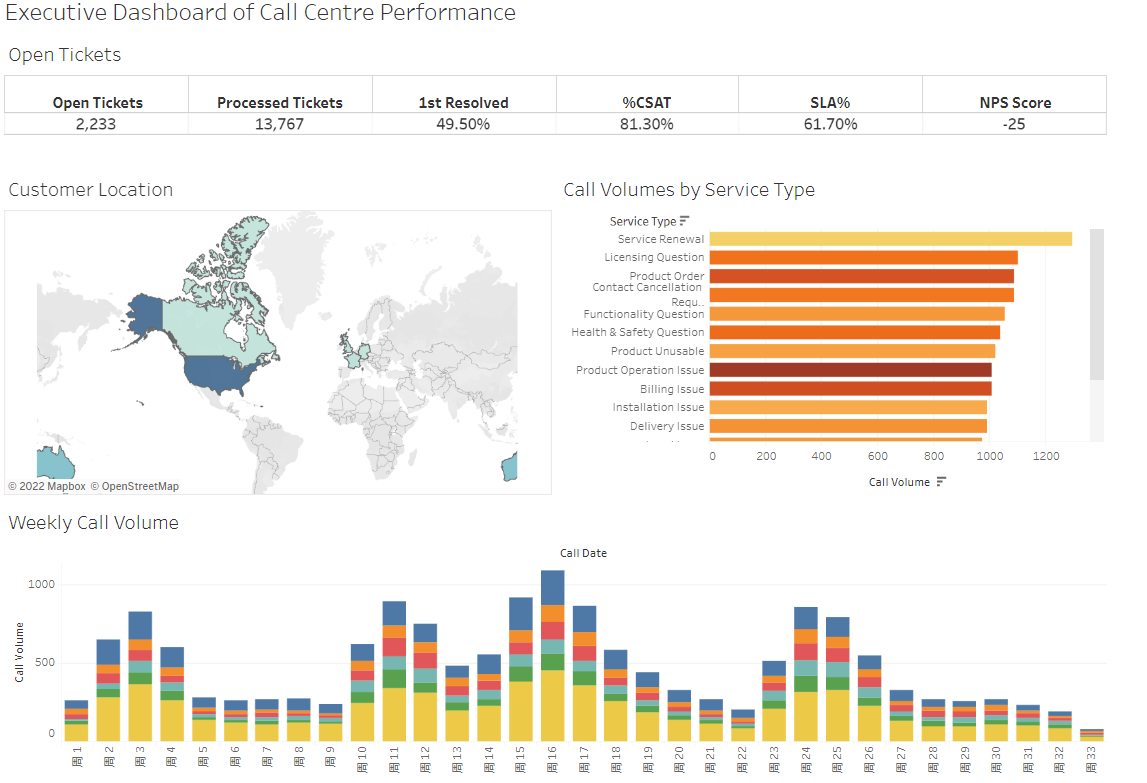 Executive Dashboard of Call Centre Performance
Open Tickets
Open Tickets Processed Tickets 1st Resolved %CSAT SLA% NPS Score
2,233 13,767 49.50% 81.30% 61.70% -25
Customer Location
© 2022 Mapbox © OpenStreetMap
Call Volumes by Service Type
Service Type
Service Renewal
Licensing Question
Product Order
Contact Cancellation
Requ..
Functionality Question
Health & Safety Question
Product Unusable
Product Operation Issue
Billing Issue
Installation Issue
Delivery Issue
0 200 400 600 800 1000 1200
Call Volume
Weekly Call Volume
Call Date
Call Volume
1000
500
0
周 1 周 2 周 3 周 4 周 5 周 6 周 7 周 8 周 9 周 10 周 11 周 12 周 13 周 14 周 15 周 16 周 17 周 18 周 19 周 20 周 21 周 22 周 23 周 24 周 25 周 26 周 27 周 28 周 29 周 30 周 31 周 32 周 33